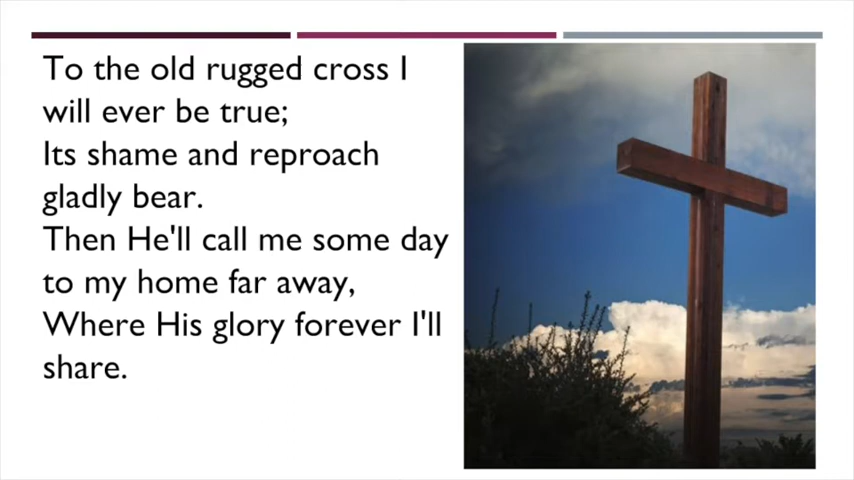 To the old rugged cross I
will ever be true;
Its shame and reproach
gladly bear.
Then He'll call me some day
to my home far away,
Where His glory forever I'll
share.